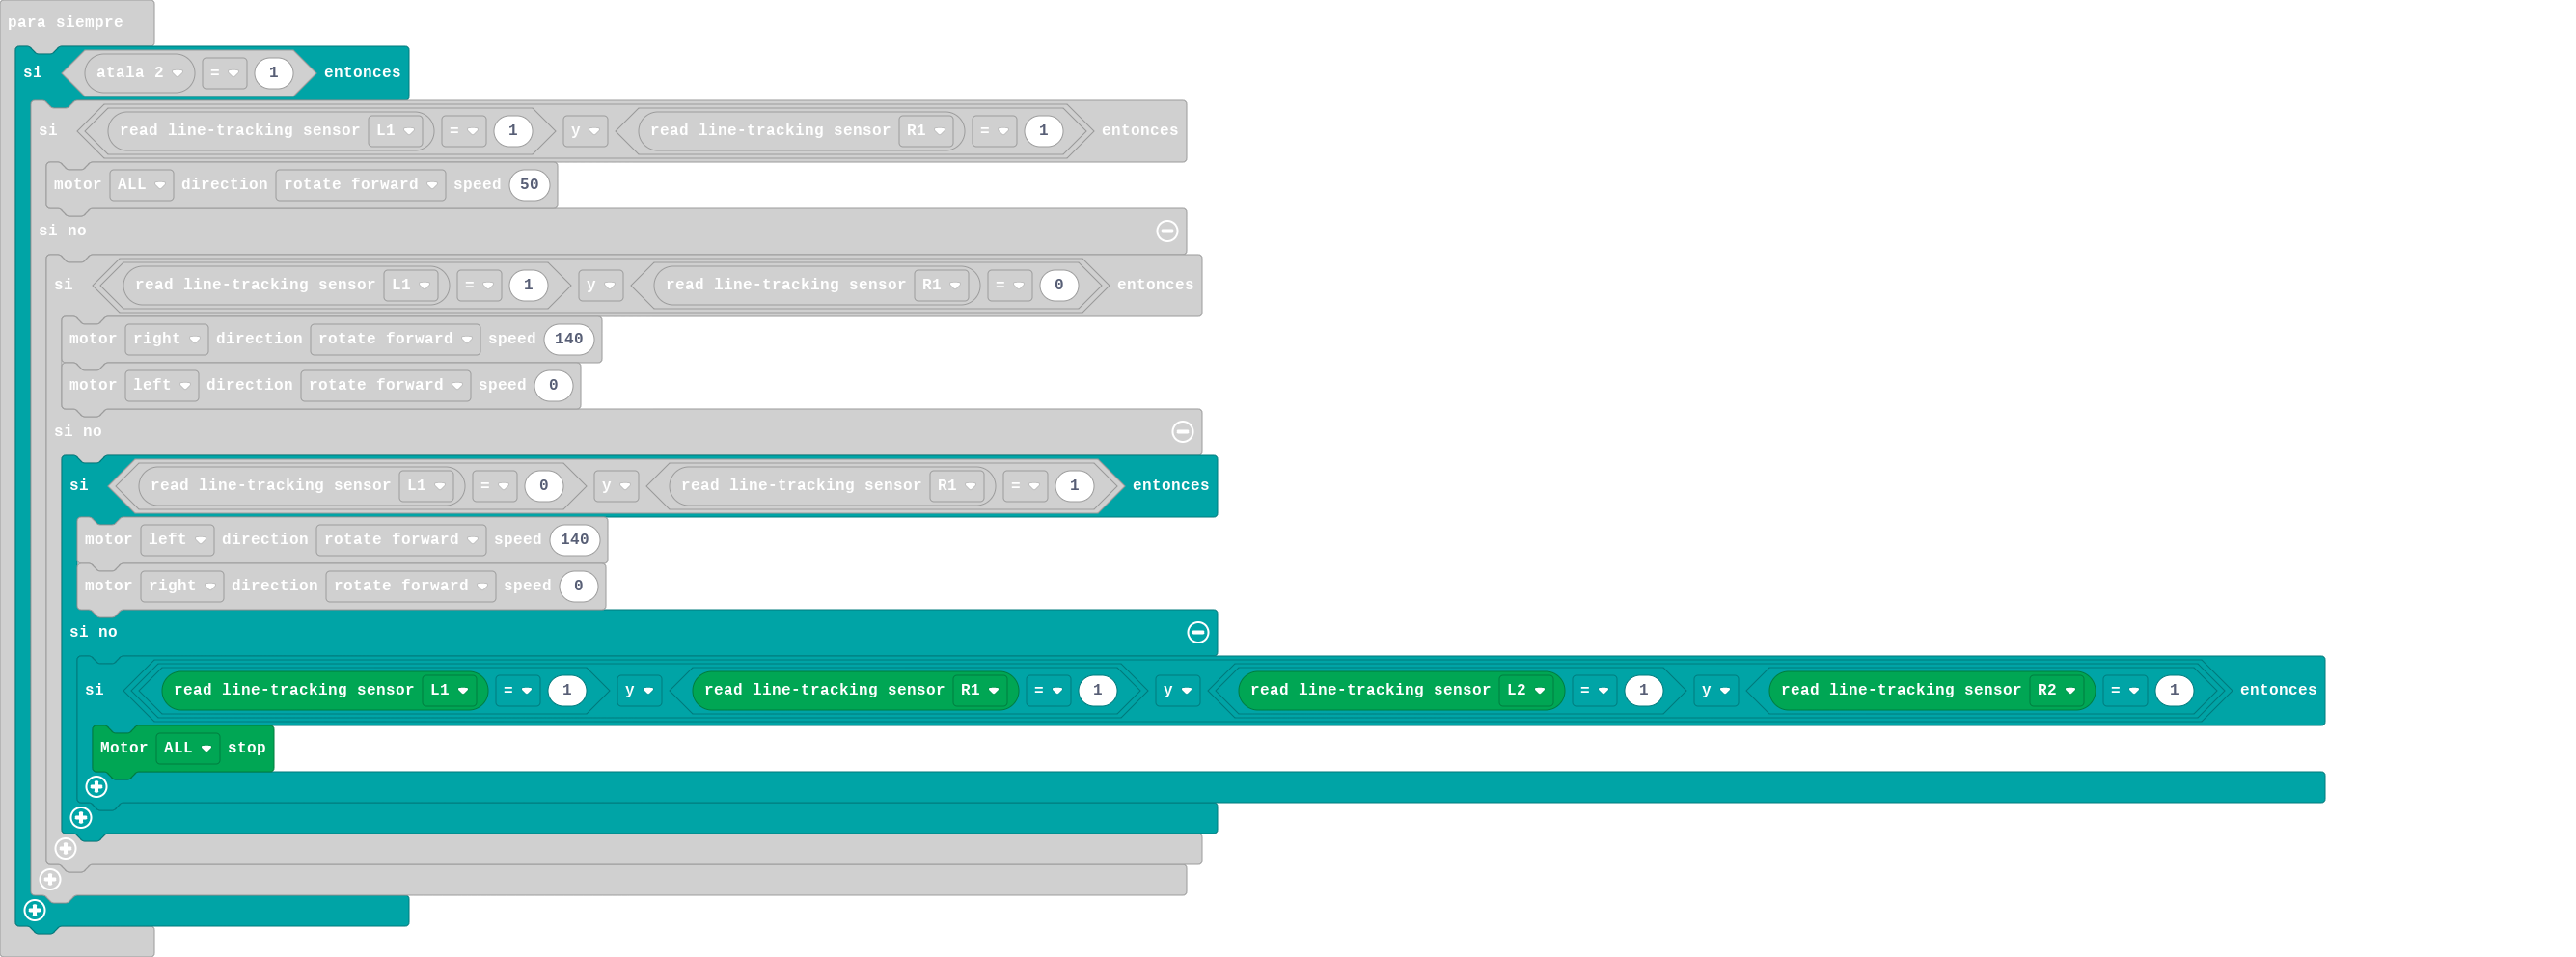 para siempre
si atala 2 = 1 entonces
si read line-tracking sensor L1 = 1 y read line-tracking sensor R1 = 1 entonces
motor ALL direction rotate forward speed 50
si no
si read line-tracking sensor L1 = 1 y read line-tracking sensor R1 = 0 entonces
motor right direction rotate forward speed 140
motor left direction rotate forward speed 0
si no
si read line-tracking sensor L1 = 0 y read line-tracking sensor R1 = 1 entonces
motor left direction rotate forward speed 140
motor right direction rotate forward speed 0
si no
si read line-tracking sensor L1 = 1 y read line-tracking sensor R1 = 1 y read line-tracking sensor L2 = 1 y read line-tracking sensor R2 = 1 entonces
Motor ALL stop